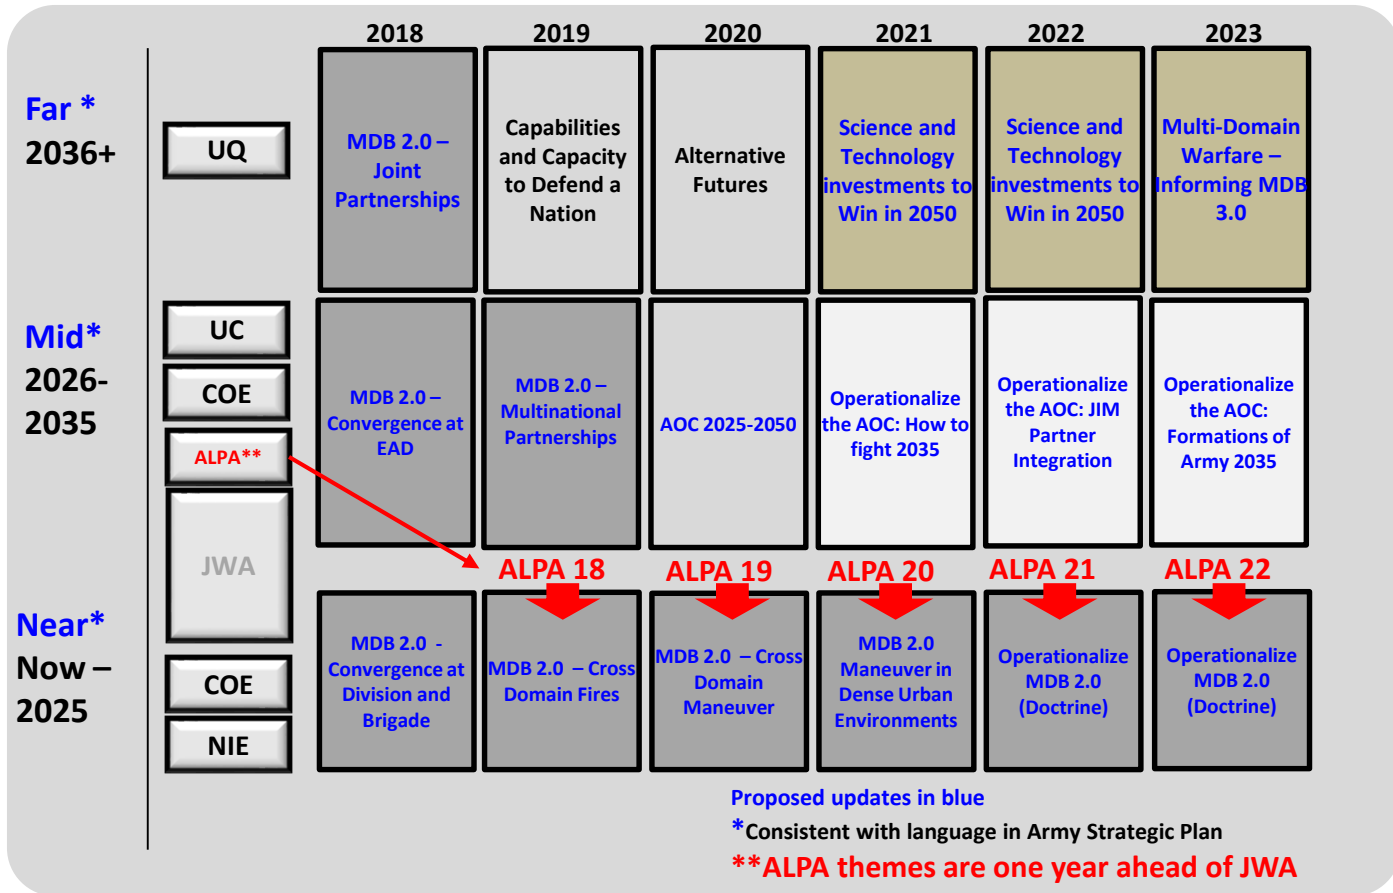 2018
2019
2020
2021
2022
2023
Far *
2036+
UQ
MDB 2.0 –
Joint
Partnerships
Capabilities
and Capacity
to Defend a
Nation
Alternative
Futures
Science and
Technology
investments to
Win in 2050
Science and
Technology
investments to
Win in 2050
Multi-Domain
Warfare –
Informing MDB
3.0
Mid*
2026-
2035
UC
COE
ALPA**
JWA
MDB 2.0 –
Convergence at
EAD
MDB 2.0 –
Multinational
Partnerships
AOC 2025-2050
Operationalize
the AOC: How to
fight 2035
Operationalize
the AOC: JIM
Partner
Integration
Operationalize
the AOC:
Formations of
Army 2035
ALPA 18
ALPA 19
ALPA 20
ALPA 21
ALPA 22
Near*
Now –
2025
COE
NIE
MDB 2.0 -
Convergence at
Division and
Brigade
MDB 2.0 – Cross
Domain Fires
MDB 2.0 – Cross
Domain
Maneuver
MDB 2.0
Maneuver in
Dense Urban
Environments
Operationalize
MDB 2.0
(Doctrine)
Operationalize
MDB 2.0
(Doctrine)
Proposed updates in blue
*Consistent with language in Army Strategic Plan
**ALPA themes are one year ahead of JWA